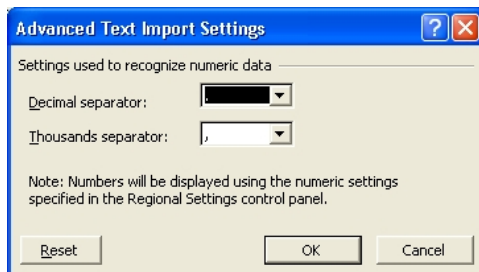 Advanced Text Import Settings
Settings used to recognize numeric data
Decimal separator: .
Thousands separator: ,
Note: Numbers will be displayed using the numeric settings
specified in the Regional Settings control panel.
Reset OK Cancel